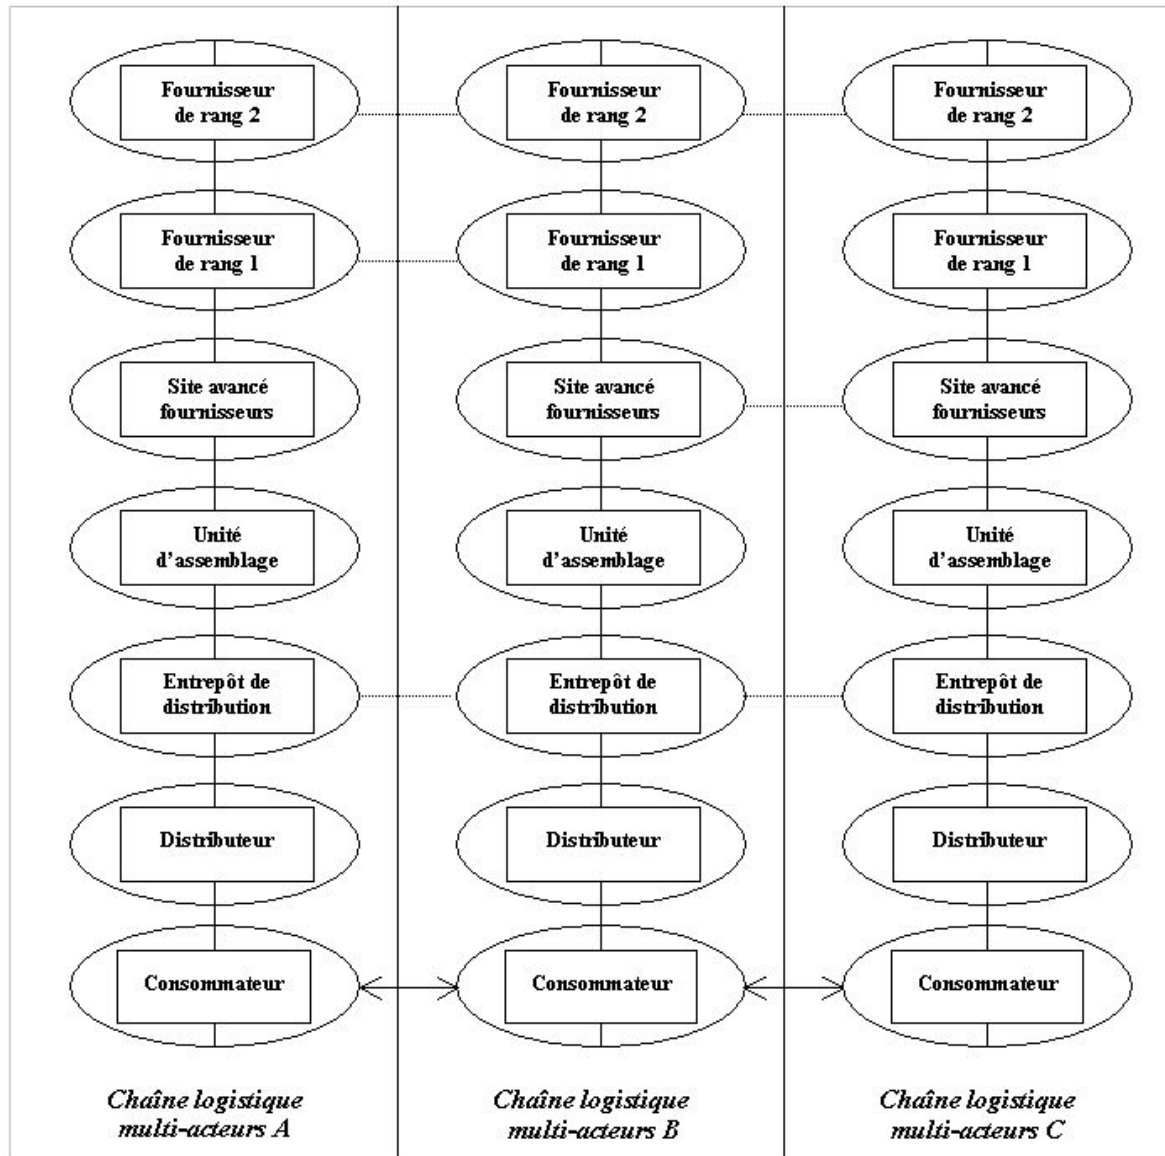 Fournisseur
de rang 2
Fournisseur
de rang 2
Fournisseur
de rang 2
Fournisseur
de rang 1
Fournisseur
de rang 1
Fournisseur
de rang 1
Site avancé
fournisseurs
Site avancé
fournisseurs
Site avancé
fournisseurs
Unité
d'assemblage
Unité
d'assemblage
Unité
d'assemblage
Entrepôt de
distribution
Entrepôt de
distribution
Entrepôt de
distribution
Distributeur
Distributeur
Distributeur
Consommateur
Consommateur
Consommateur
Chaîne logistique
multi-acteurs A
Chaîne logistique
multi-acteurs B
Chaîne logistique
multi-acteurs C